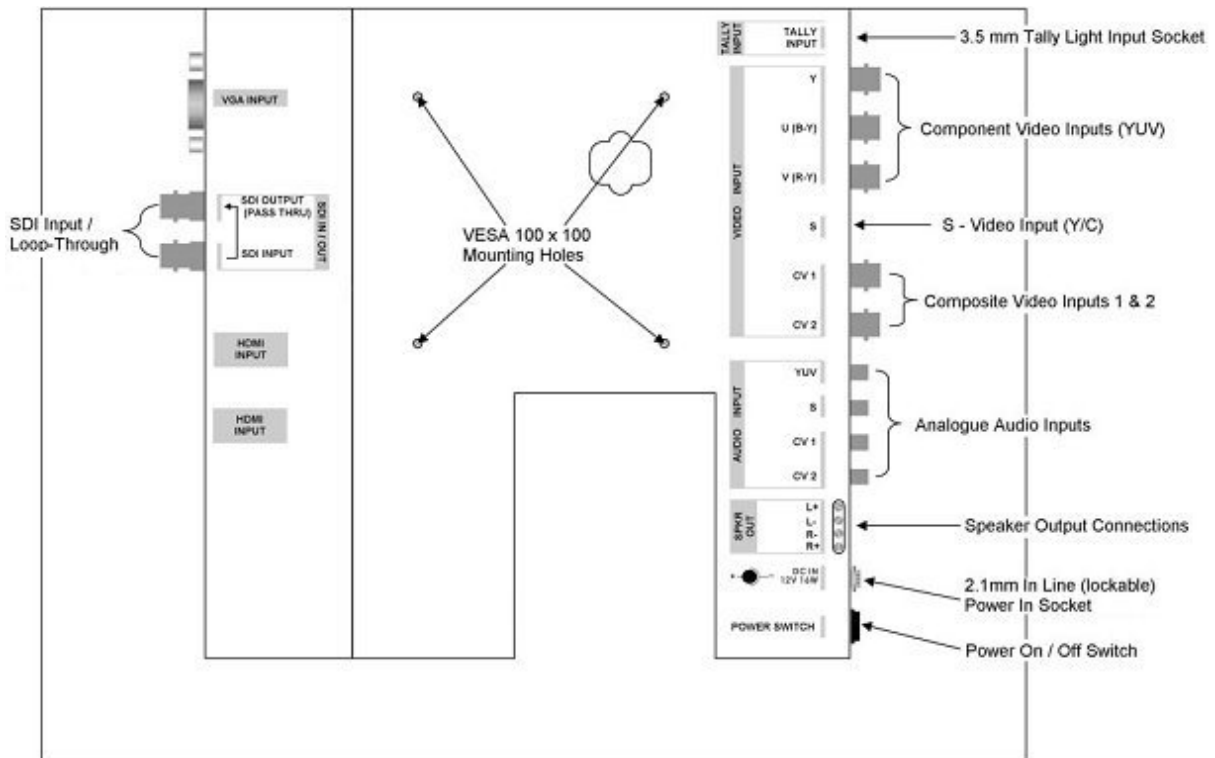 VGA INPUT
SDI Input /
Loop-Through
SDI OUTPUT
(PASS THRU)
SDI INPUT
SDI IN / OUT
HDMI
INPUT
HDMI
INPUT
VESA 100 x 100
Mounting Holes
TALLY
INPUT
TALLY
INPUT
3.5 mm Tally Light Input Socket
VIDEO INPUT
Y
U (B-Y)
V (R-Y)
Component Video Inputs (YUV)
S
S - Video Input (Y/C)
CV 1
CV 2
Composite Video Inputs 1 & 2
AUDIO INPUT
YUV
S
CV 1
CV 2
Analogue Audio Inputs
SPKR
OUT
L+
L-
R-
R+
Speaker Output Connections
+ -
DC IN
12V 16W
2.1mm In Line (lockable)
Power In Socket
POWER SWITCH
Power On / Off Switch